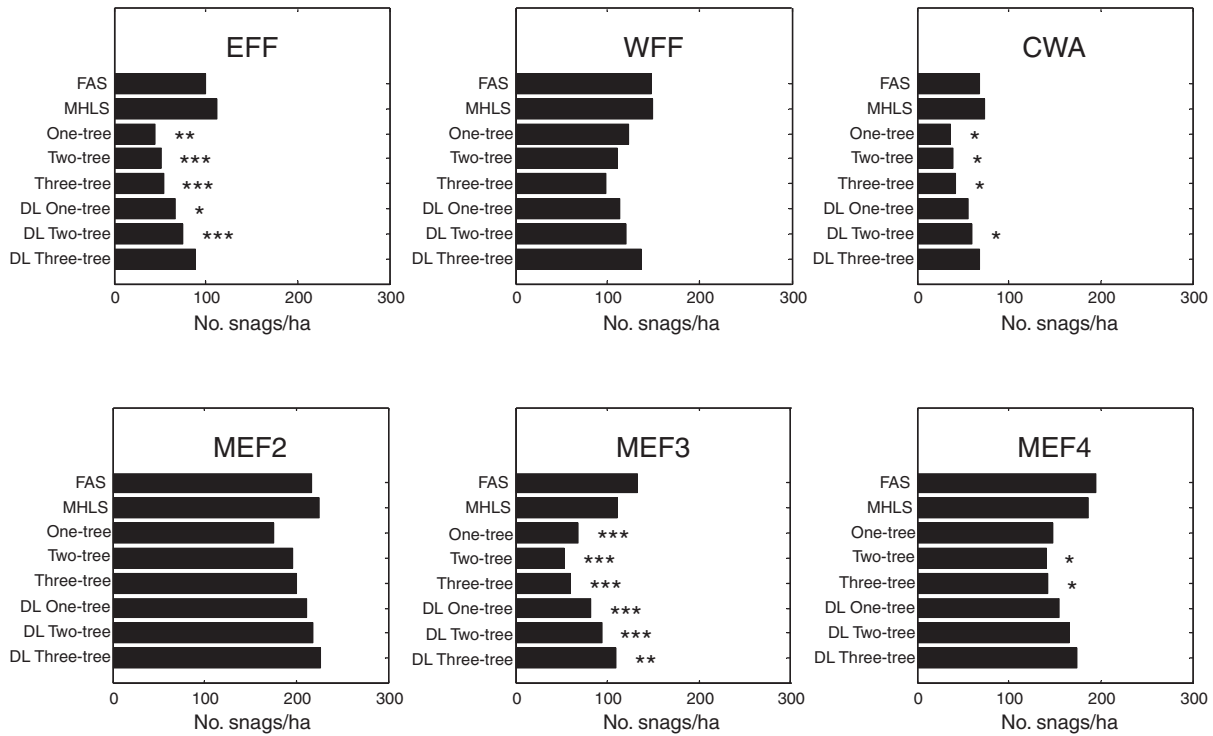 EFF
FAS
MHLS
One-tree **
Two-tree ***
Three-tree ***
DL One-tree *
DL Two-tree ***
DL Three-tree
0 100 200 300
No. snags/ha
WFF
FAS
MHLS
One-tree
Two-tree
Three-tree
DL One-tree
DL Two-tree
DL Three-tree
0 100 200 300
No. snags/ha
CWA
FAS
MHLS
One-tree *
Two-tree *
Three-tree *
DL One-tree
DL Two-tree *
DL Three-tree
0 100 200 300
No. snags/ha
MEF2
FAS
MHLS
One-tree
Two-tree
Three-tree
DL One-tree
DL Two-tree
DL Three-tree
0 100 200 300
No. snags/ha
MEF3
FAS
MHLS
One-tree ***
Two-tree ***
Three-tree ***
DL One-tree ***
DL Two-tree ***
DL Three-tree **
0 100 200 300
No. snags/ha
MEF4
FAS
MHLS
One-tree
Two-tree *
Three-tree *
DL One-tree
DL Two-tree
DL Three-tree
0 100 200 300
No. snags/ha